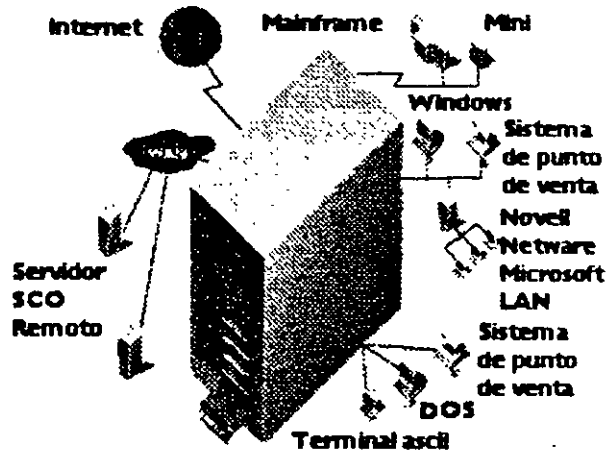 Internet
Mainframe
Mini
Windows
Sistema
de punto
de venta
Novell
Netware
Microsoft
LAN
Servidor
SCO
Remoto
Sistema
de punto
de venta
DOS
Terminal ascii